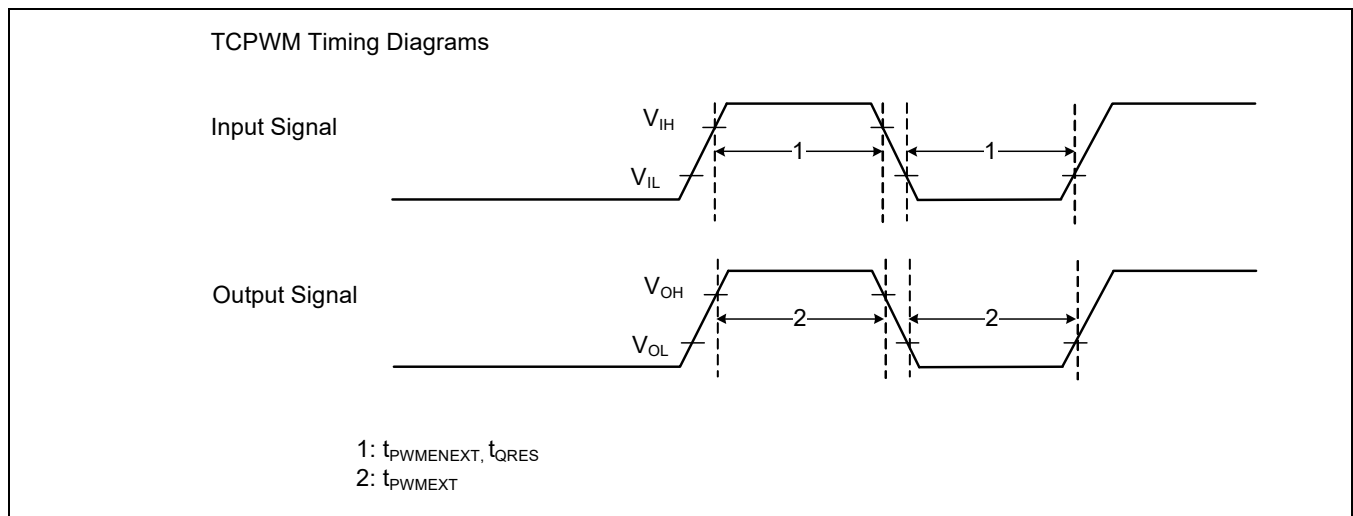 TCPWM Timing Diagrams
Input Signal
VIH
1
1
VIL
Output Signal
VOH
2
2
VOL
1: tPWMENEXT, tQRES
2: tPWMEXT